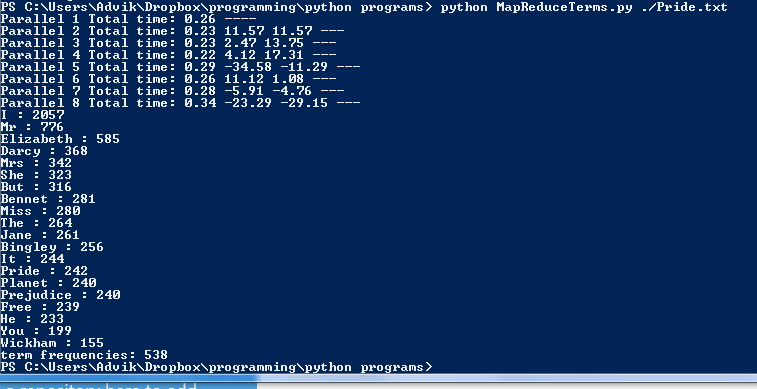 PS C:\Users\Advik\Dropbox\programming\python programs> python MapReduceTerms.py ./Pride.txt
Parallel 1 Total time: 0.26 ----
Parallel 2 Total time: 0.23 11.57 11.57 ---
Parallel 3 Total time: 0.23 2.47 13.75 ---
Parallel 4 Total time: 0.22 4.12 17.31 ---
Parallel 5 Total time: 0.29 -34.58 -11.29 ---
Parallel 6 Total time: 0.26 11.12 1.08 ---
Parallel 7 Total time: 0.28 -5.91 -4.76 ---
Parallel 8 Total time: 0.34 -23.29 -29.15 ---
I : 2057
Mr : 776
Elizabeth : 585
Darcy : 368
Mrs : 342
She : 323
But : 316
Bennet : 281
Miss : 280
The : 264
Jane : 261
Bingley : 256
It : 244
Pride : 242
Planet : 240
Prejudice : 240
Free : 239
He : 233
You : 199
Wickham : 155
term frequencies: 538
PS C:\Users\Advik\Dropbox\programming\python programs>
a repository here to add